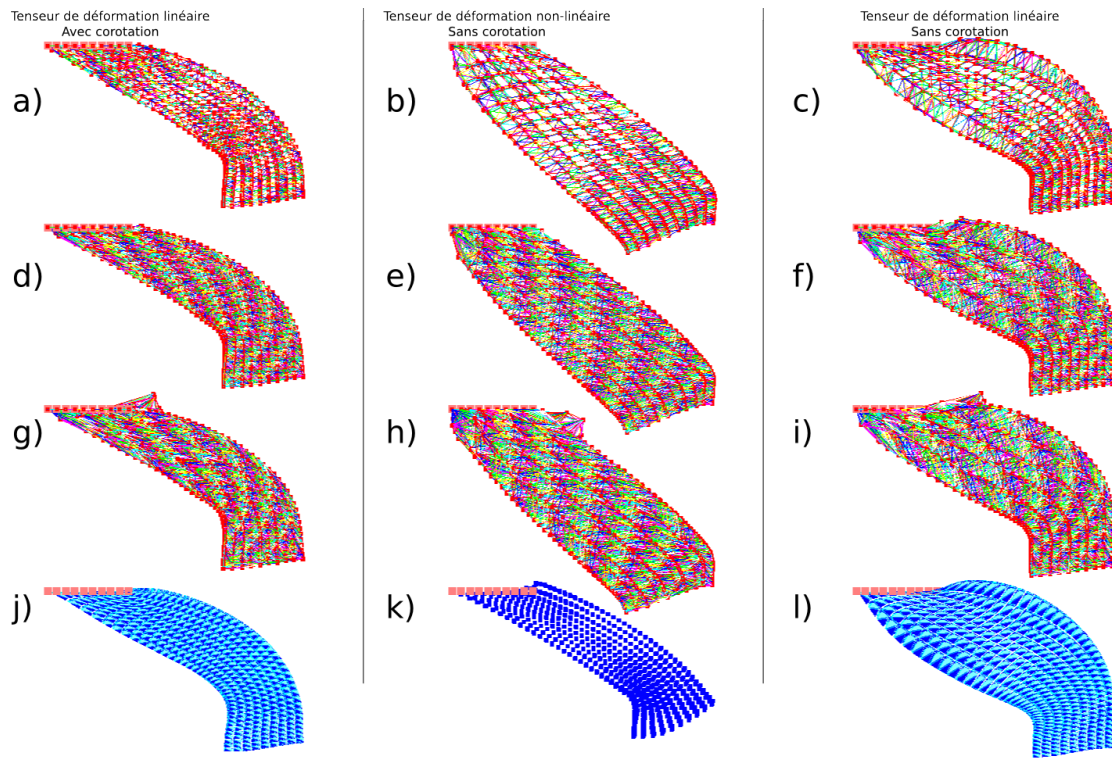 Tenseur de déformation linéaire
Avec corotation
Tenseur de déformation non-linéaire
Sans corotation
Tenseur de déformation linéaire
Sans corotation
a)
b)
c)
d)
e)
f)
g)
h)
i)
j)
k)
l)